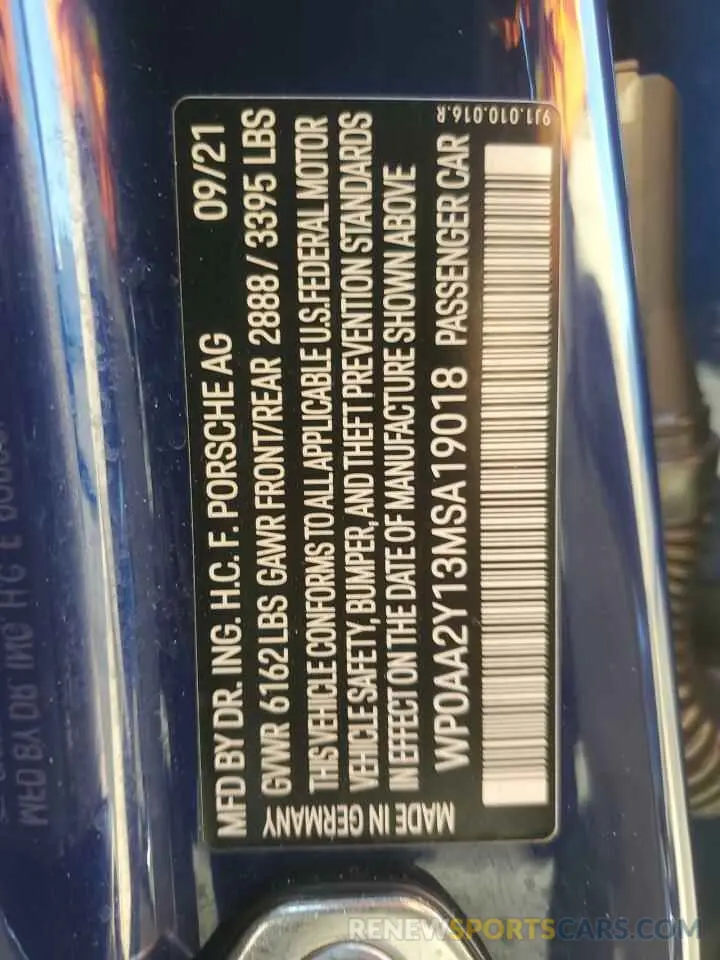 MFD BY DR. ING. H.C. F. PORSCHE AG 09/21
GVWR 6162 LBS GAWR FRONT/REAR 2888 / 3395 LBS
THIS VEHICLE CONFORMS TO ALL APPLICABLE U.S. FEDERAL MOTOR
VEHICLE SAFETY, BUMPER, AND THEFT PREVENTION STANDARDS
IN EFFECT ON THE DATE OF MANUFACTURE SHOWN ABOVE
WP0AA2Y13MSA19018 PASSENGER CAR
MADE IN GERMANY
9J1.010.016.R
RENEWSPORTSCARS.COM